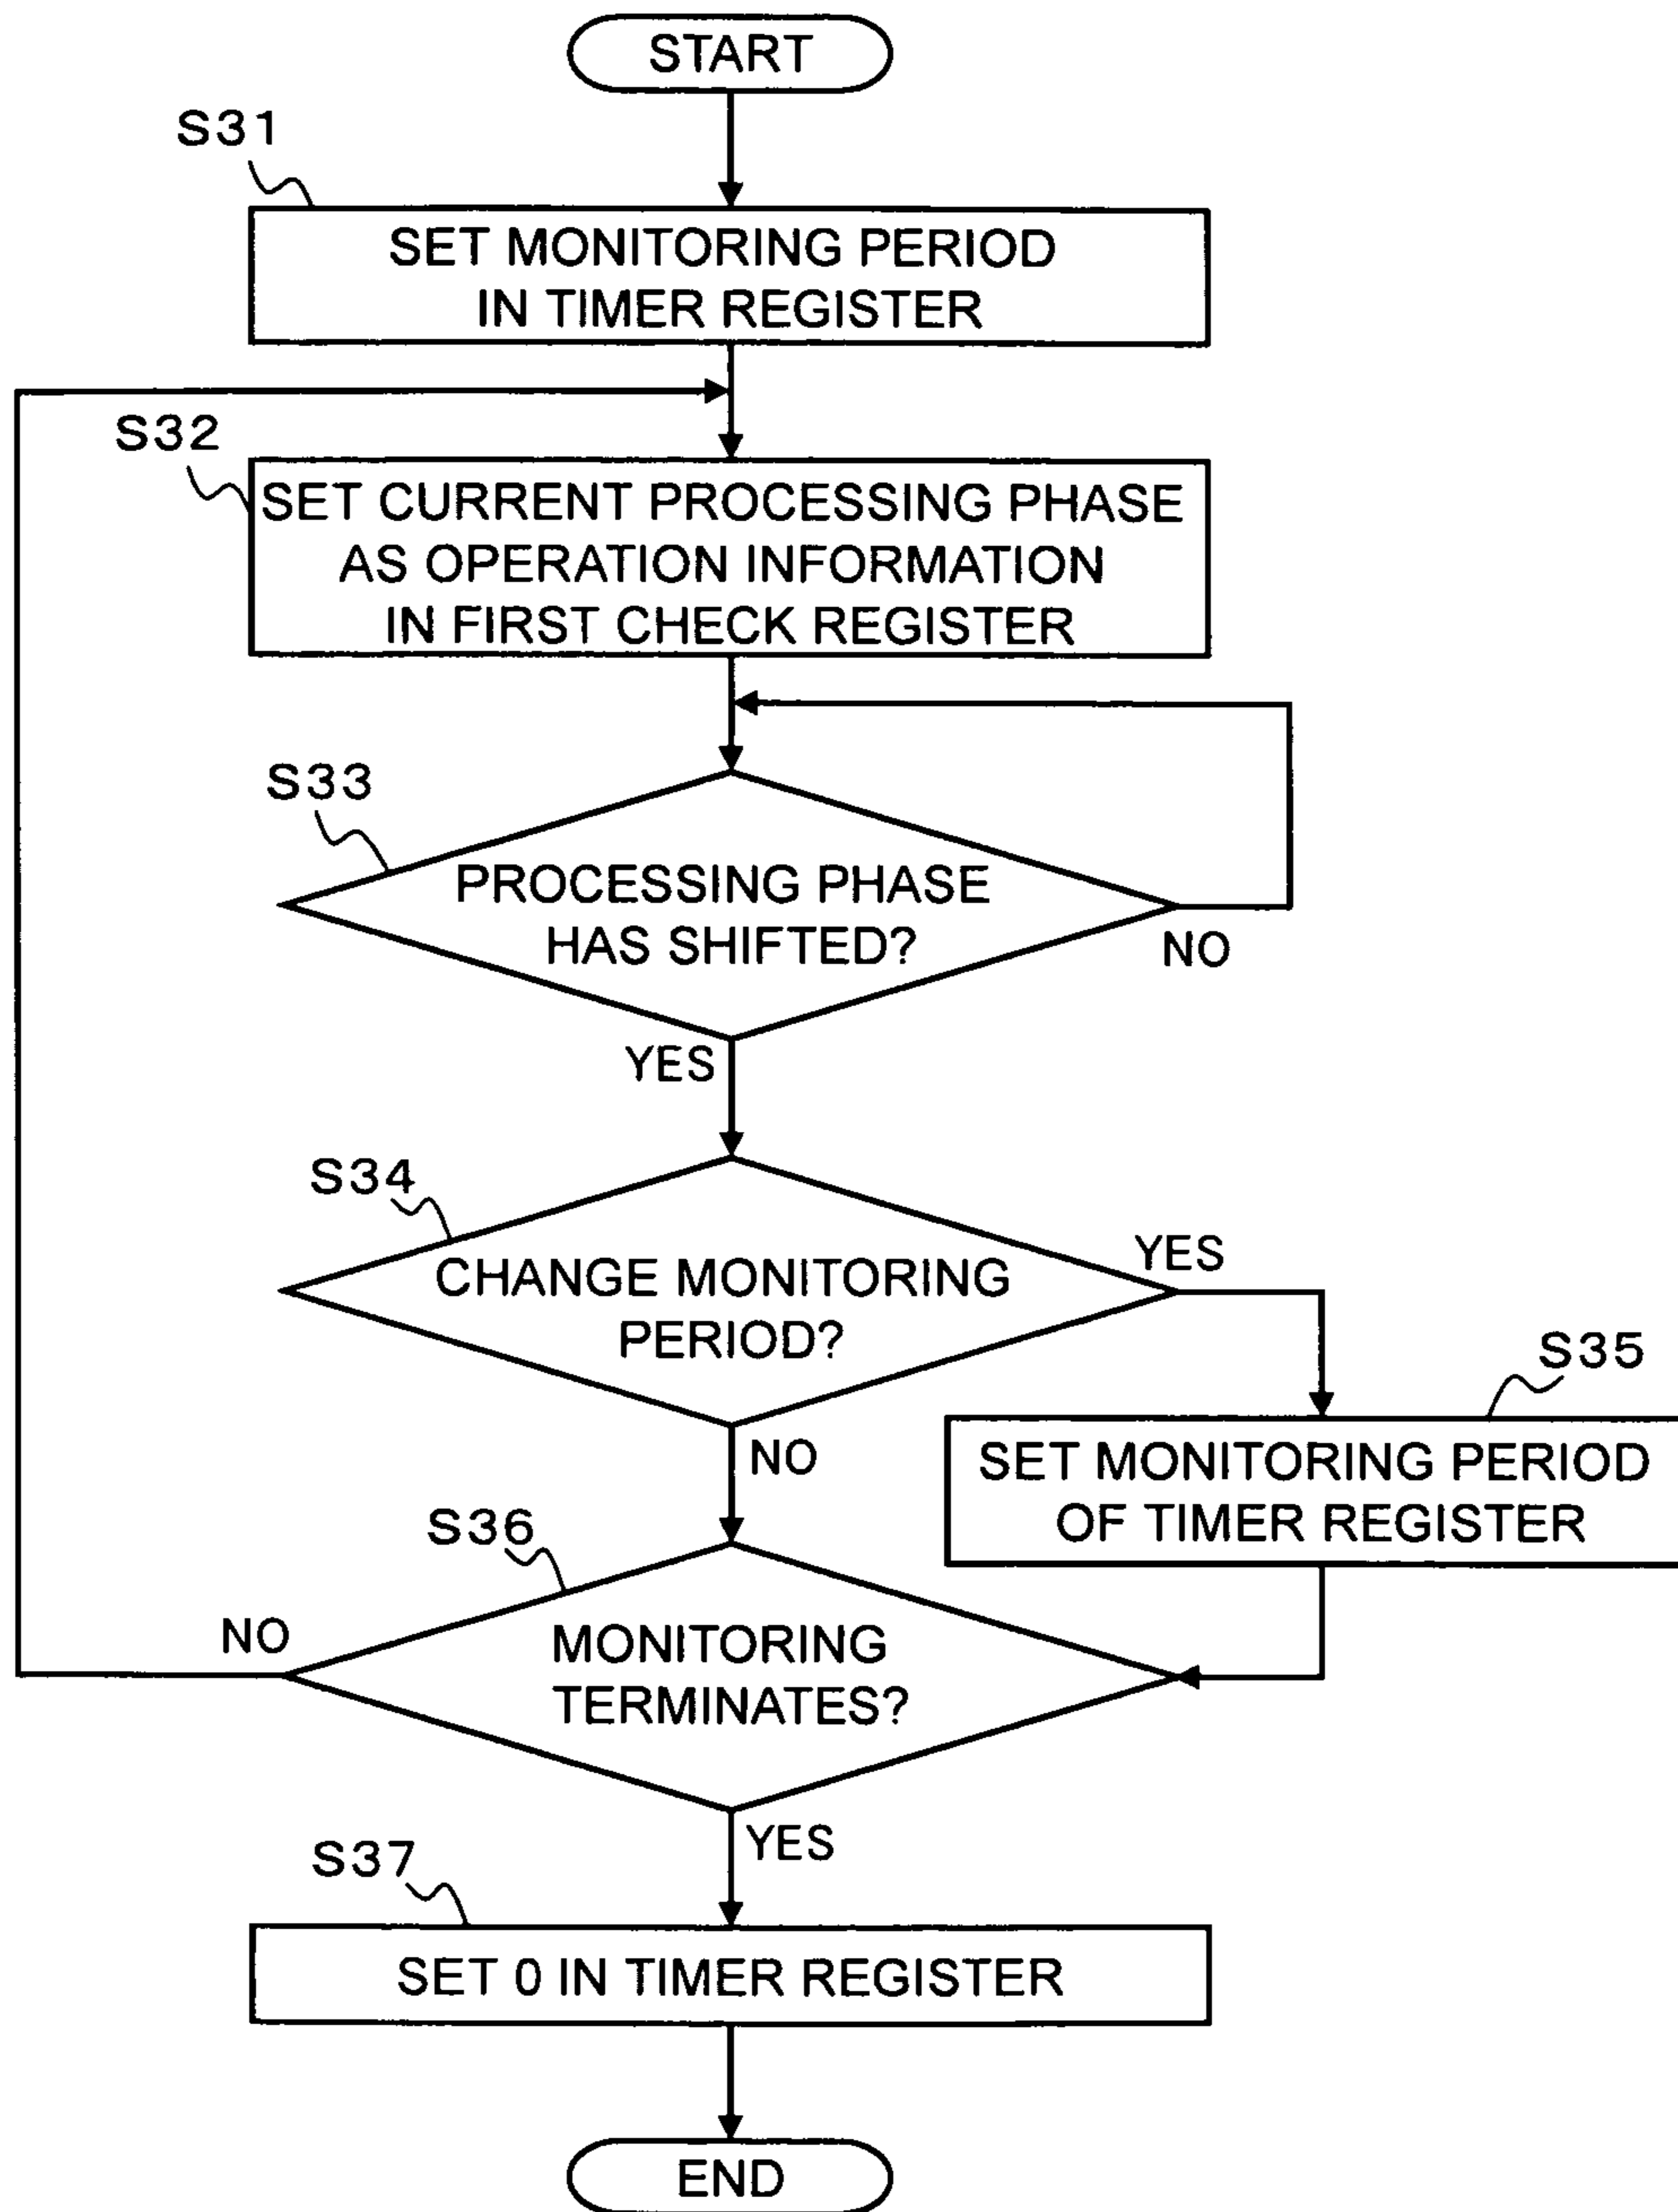 START
S31
SET MONITORING PERIOD
IN TIMER REGISTER
S32
SET CURRENT PROCESSING PHASE
AS OPERATION INFORMATION
IN FIRST CHECK REGISTER
S33
PROCESSING PHASE
HAS SHIFTED?
NO
YES
S34
CHANGE MONITORING
PERIOD?
YES
NO
S35
SET MONITORING PERIOD
OF TIMER REGISTER
S36
MONITORING
TERMINATES?
NO
YES
S37
SET 0 IN TIMER REGISTER
END